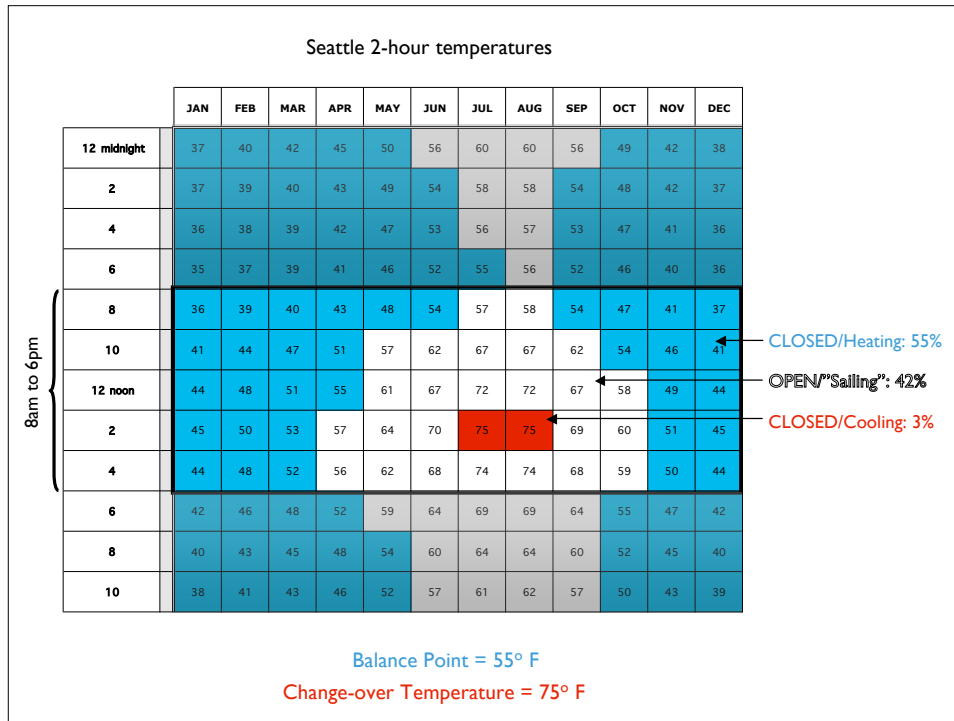 Seattle 2-hour temperatures
JAN FEB MAR APR MAY JUN JUL AUG SEP OCT NOV DEC
12 midnight 37 40 42 45 50 56 60 60 56 49 42 38
2 37 39 40 43 49 54 58 58 54 48 42 37
4 36 38 39 42 47 53 56 57 53 47 41 36
6 35 37 39 41 46 52 55 56 52 46 40 36
8 36 39 40 43 48 54 57 58 54 47 41 37
10 41 44 47 51 57 62 67 67 62 54 46 41
12 noon 44 48 51 55 61 67 72 72 67 58 49 44
2 45 50 53 57 64 70 75 75 69 60 51 45
4 44 48 52 56 62 68 74 74 68 59 50 44
6 42 46 48 52 59 64 69 69 64 55 47 42
8 40 43 45 48 54 60 64 64 60 52 45 40
10 38 41 43 46 52 57 61 62 57 50 43 39
8am to 6pm
CLOSED/Heating: 55%
OPEN/"Sailing": 42%
CLOSED/Cooling: 3%
Balance Point = 55° F
Change-over Temperature = 75° F